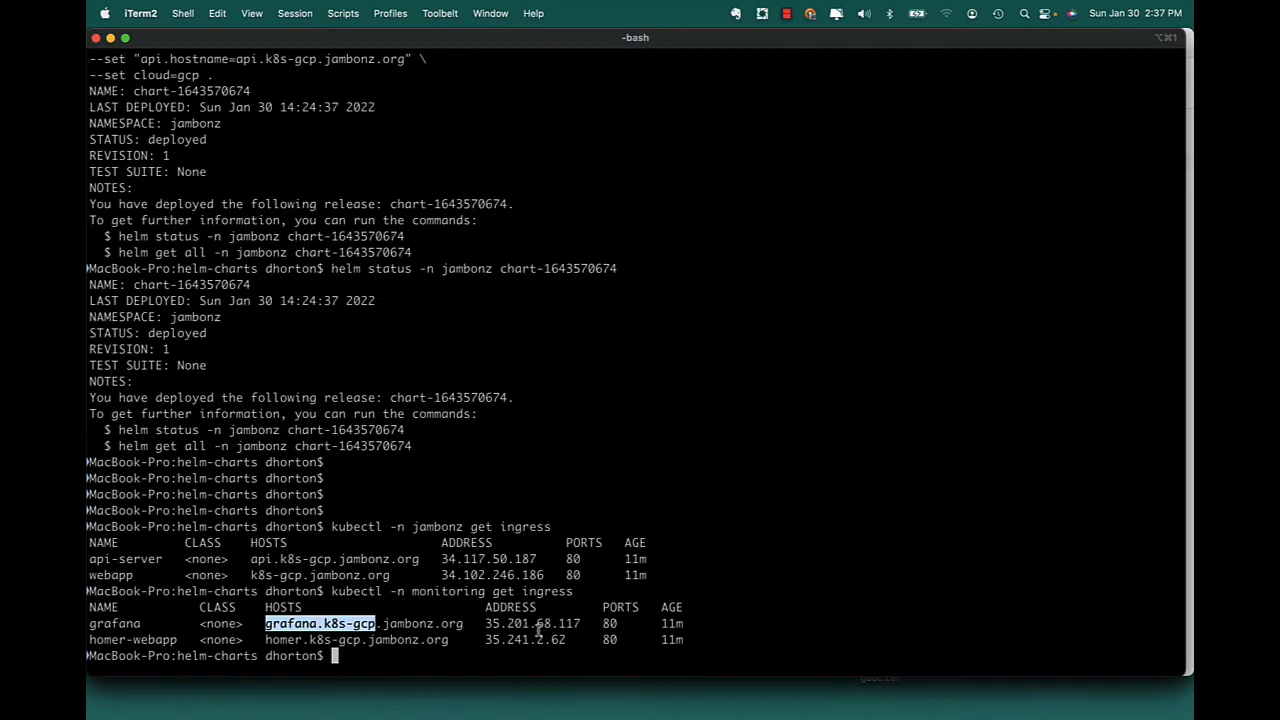 iTerm2 Shell Edit View Session Scripts Profiles Toolbelt Window Help Sun Jan 30 2:37 PM
-bash ⌥⌘1
--set "api.hostname=api.k8s-gcp.jambonz.org" \
--set cloud=gcp .
NAME: chart-1643570674
LAST DEPLOYED: Sun Jan 30 14:24:37 2022
NAMESPACE: jambonz
STATUS: deployed
REVISION: 1
TEST SUITE: None
NOTES:
You have deployed the following release: chart-1643570674.
To get further information, you can run the commands:
$ helm status -n jambonz chart-1643570674
$ helm get all -n jambonz chart-1643570674
MacBook-Pro:helm-charts dhorton$ helm status -n jambonz chart-1643570674
NAME: chart-1643570674
LAST DEPLOYED: Sun Jan 30 14:24:37 2022
NAMESPACE: jambonz
STATUS: deployed
REVISION: 1
TEST SUITE: None
NOTES:
You have deployed the following release: chart-1643570674.
To get further information, you can run the commands:
$ helm status -n jambonz chart-1643570674
$ helm get all -n jambonz chart-1643570674
MacBook-Pro:helm-charts dhorton$
MacBook-Pro:helm-charts dhorton$
MacBook-Pro:helm-charts dhorton$
MacBook-Pro:helm-charts dhorton$
MacBook-Pro:helm-charts dhorton$ kubectl -n jambonz get ingress
NAME CLASS HOSTS ADDRESS PORTS AGE
api-server <none> api.k8s-gcp.jambonz.org 34.117.50.187 80 11m
webapp <none> k8s-gcp.jambonz.org 34.102.246.186 80 11m
MacBook-Pro:helm-charts dhorton$ kubectl -n monitoring get ingress
NAME CLASS HOSTS ADDRESS PORTS AGE
grafana <none> grafana.k8s-gcp.jambonz.org 35.201.68.117 80 11m
homer-webapp <none> homer.k8s-gcp.jambonz.org 35.241.2.62 80 11m
MacBook-Pro:helm-charts dhorton$